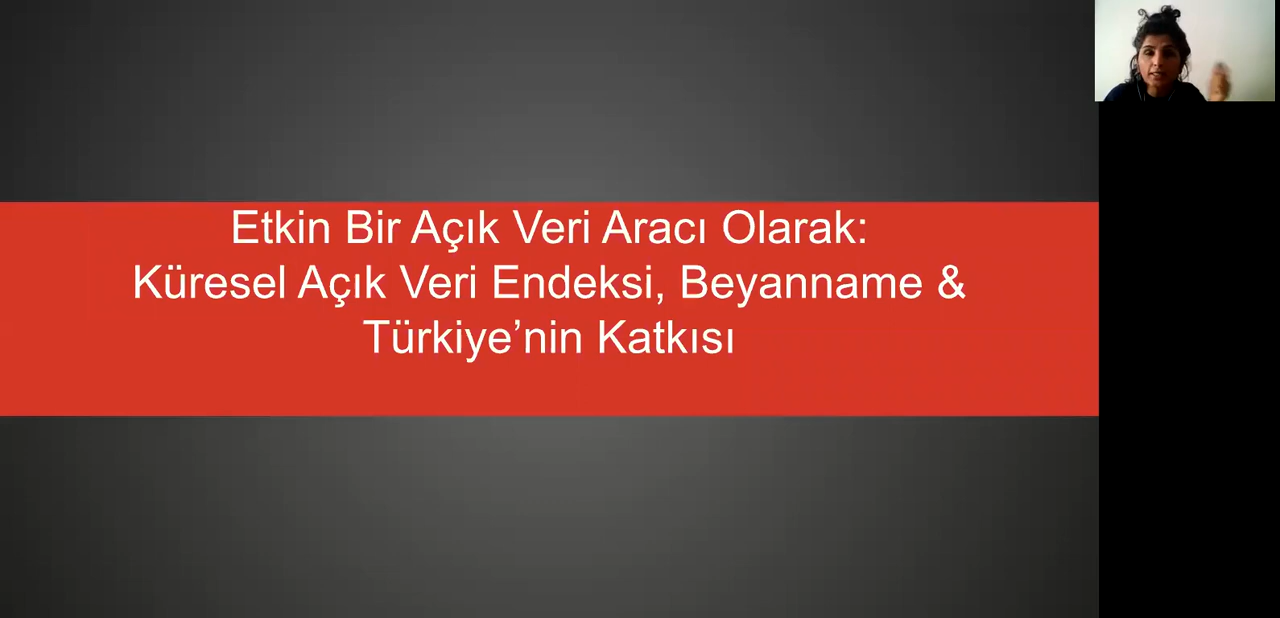 Etkin Bir Açık Veri Aracı Olarak:
Küresel Açık Veri Endeksi, Beyanname &
Türkiye’nin Katkısı